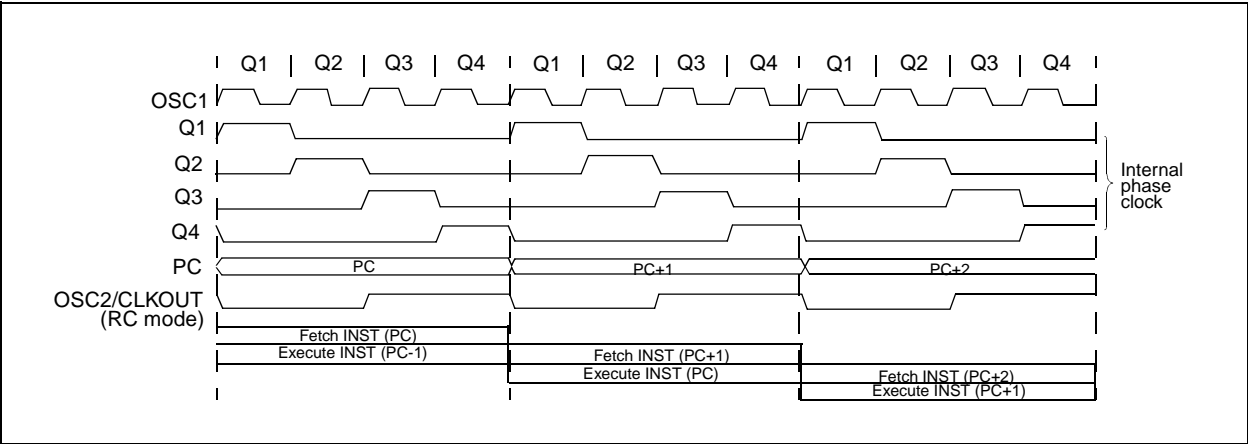 Q1 Q2 Q3 Q4 Q1 Q2 Q3 Q4 Q1 Q2 Q3 Q4
OSC1
Q1
Q2
Q3
Q4
Internal
phase
clock
PC PC PC+1 PC+2
OSC2/CLKOUT
(RC mode)
Fetch INST (PC)
Execute INST (PC-1) Fetch INST (PC+1)
Execute INST (PC) Fetch INST (PC+2)
Execute INST (PC+1)